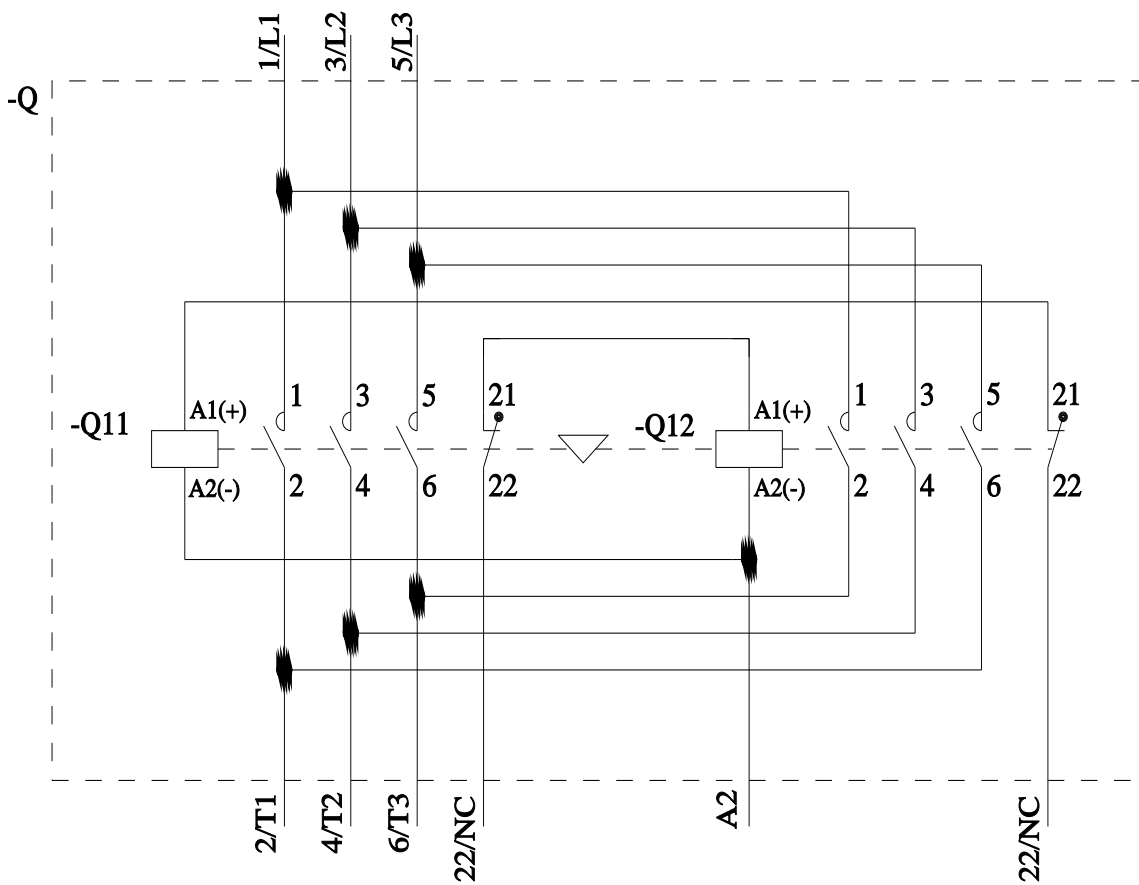 1/L1
3/L2
5/L3
-Q
1
3
5
21
1
3
5
21
-Q11
A1(+)
-Q12
A1(+)
A2(-)
2
4
6
22
A2(-)
2
4
6
22
2/T1
4/T2
6/T3
22/NC
A2
22/NC